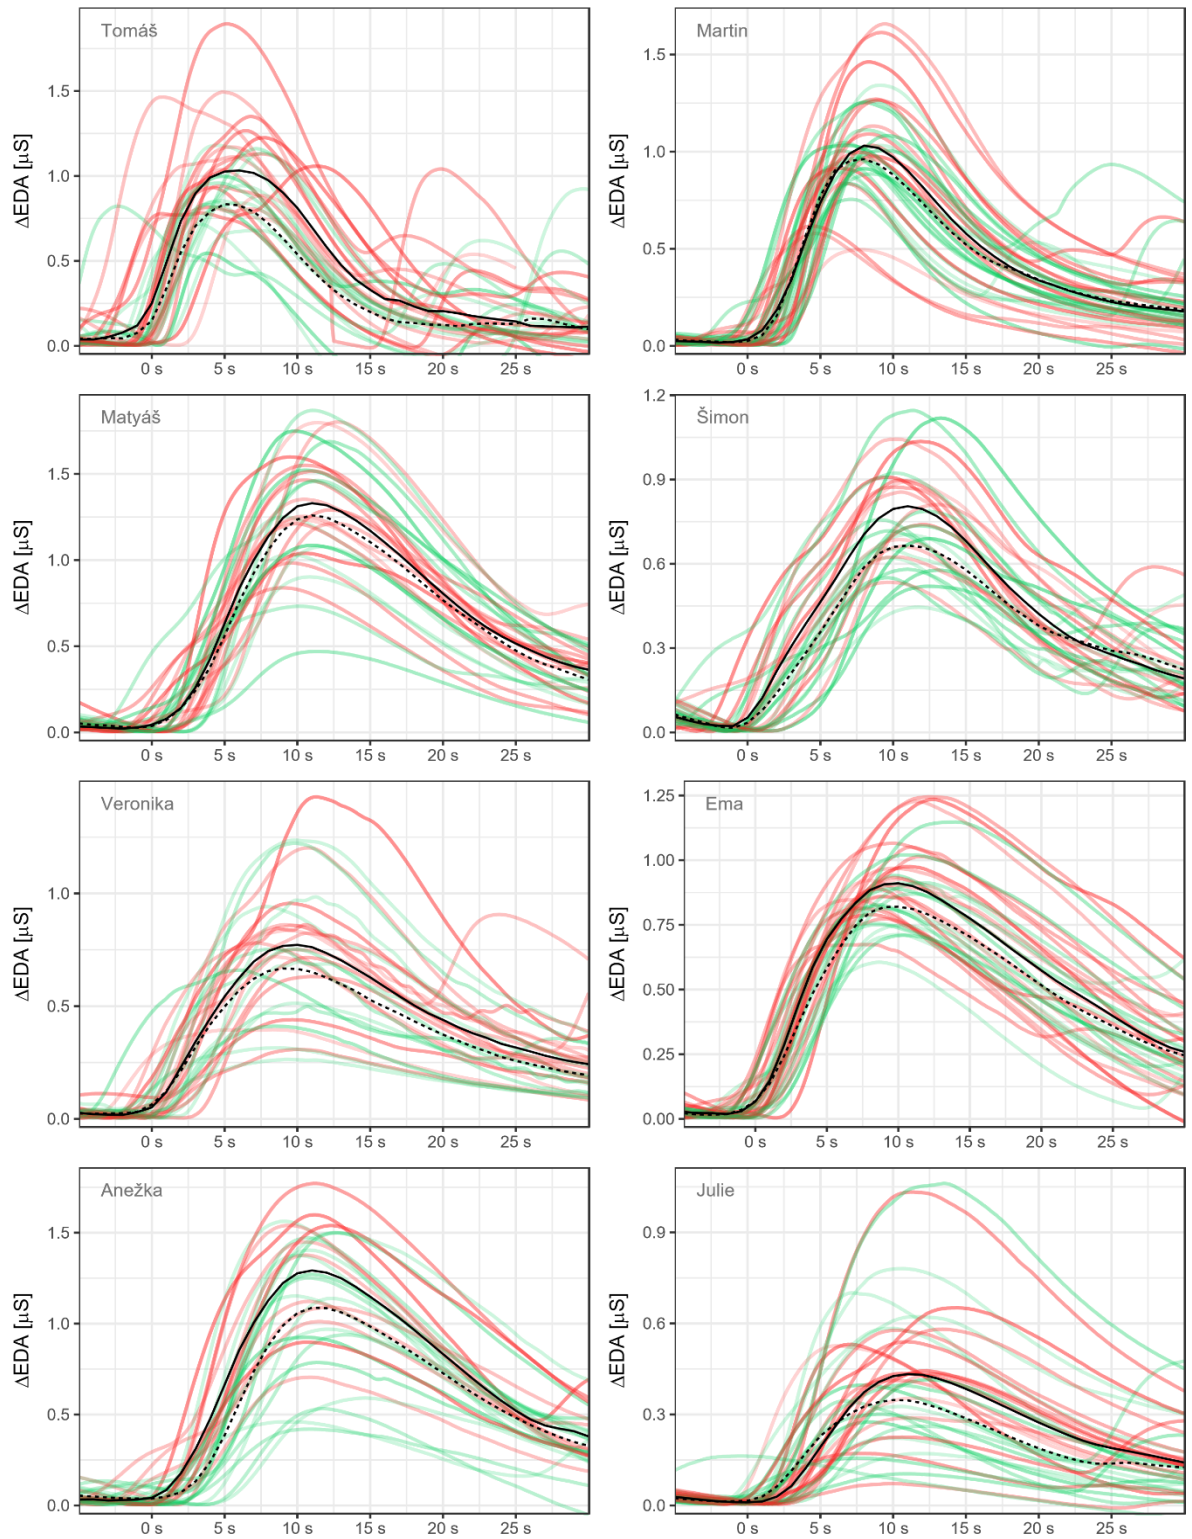 Tomáš
ΔEDA [μS]
1.5
1.0
0.5
0.0
0 s 5 s 10 s 15 s 20 s 25 s
Martin
ΔEDA [μS]
1.5
1.0
0.5
0.0
0 s 5 s 10 s 15 s 20 s 25 s
Matyáš
ΔEDA [μS]
1.5
1.0
0.5
0.0
0 s 5 s 10 s 15 s 20 s 25 s
Šimon
ΔEDA [μS]
1.2
0.9
0.6
0.3
0.0
0 s 5 s 10 s 15 s 20 s 25 s
Veronika
ΔEDA [μS]
1.0
0.5
0.0
0 s 5 s 10 s 15 s 20 s 25 s
Ema
ΔEDA [μS]
1.25
1.00
0.75
0.50
0.25
0.00
0 s 5 s 10 s 15 s 20 s 25 s
Anežka
ΔEDA [μS]
1.5
1.0
0.5
0.0
0 s 5 s 10 s 15 s 20 s 25 s
Julie
ΔEDA [μS]
0.9
0.6
0.3
0.0
0 s 5 s 10 s 15 s 20 s 25 s